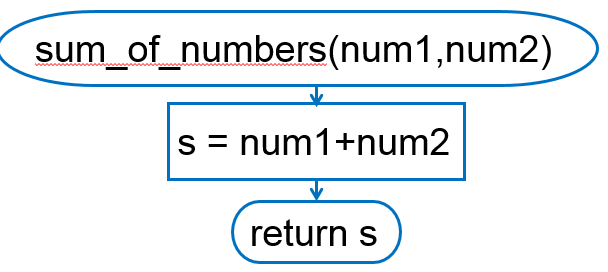 sum_of_numbers(num1,num2)
s = num1+num2
return s